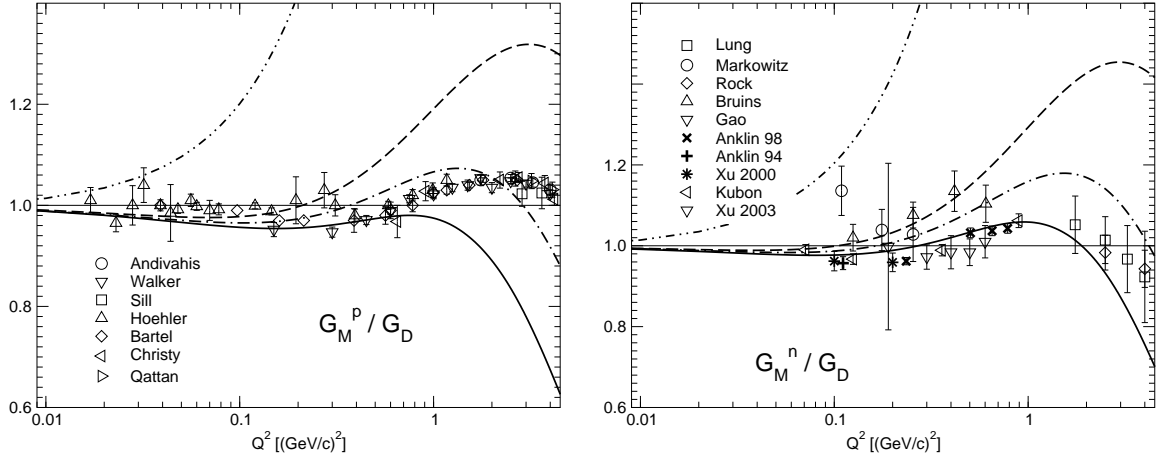 1.2
1.0
0.8
0.6
0.01
0.1
1
Q² [(GeV/c)²]
Andivahis
Walker
Sill
Hoehler
Bartel
Christy
Qattan
G_M^p / G_D
1.4
1.2
1.0
0.8
0.6
0.01
0.1
1
Q² [(GeV/c)²]
Lung
Markowitz
Rock
Bruins
Gao
Anklin 98
Anklin 94
Xu 2000
Kubon
Xu 2003
G_M^n / G_D